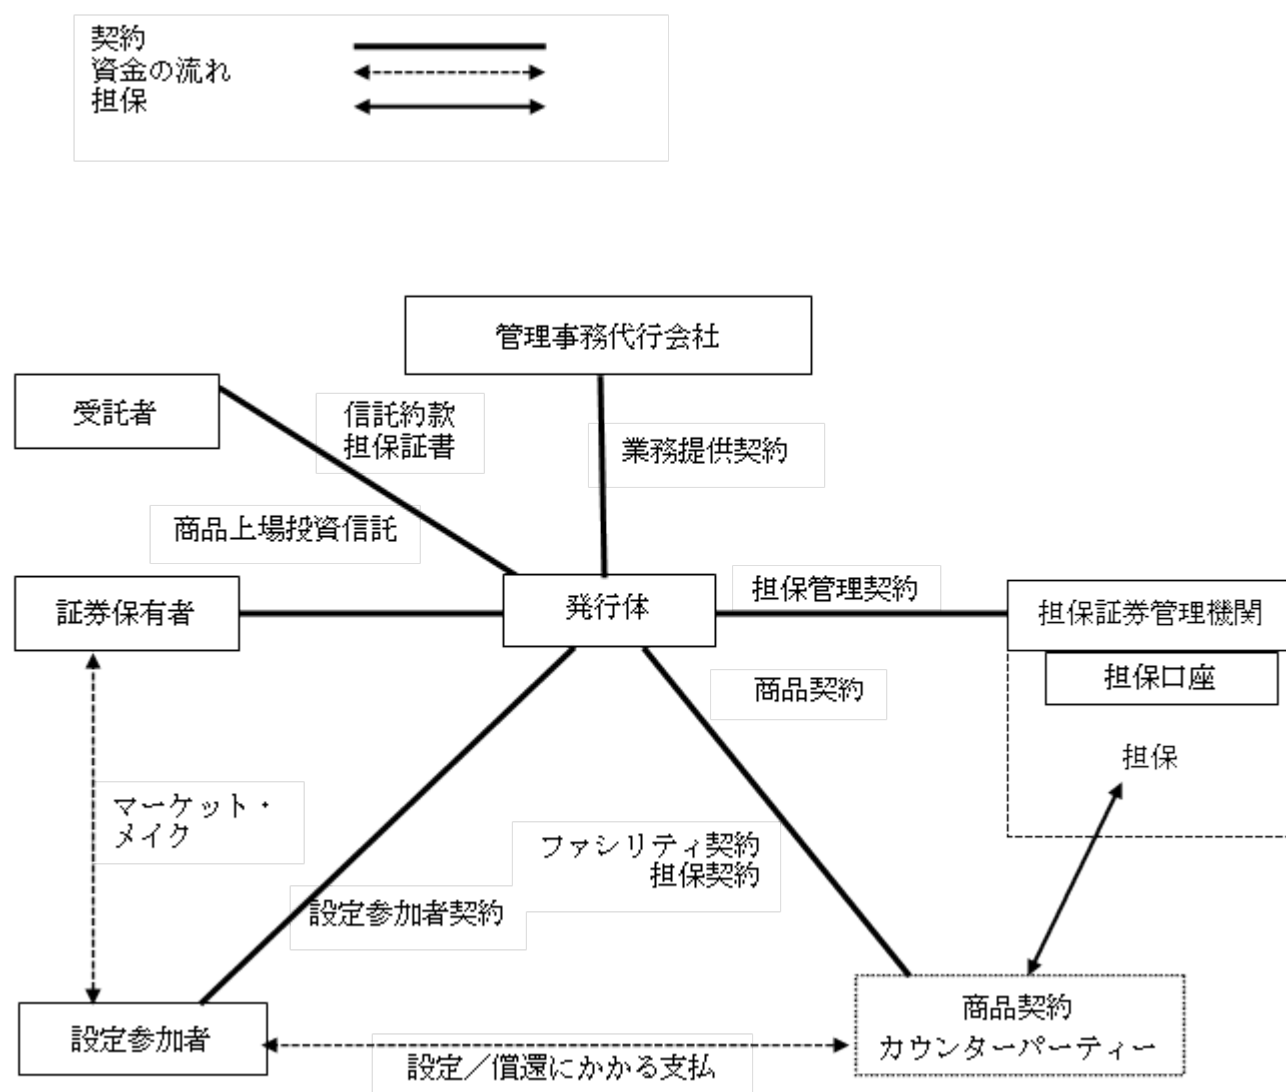 契約
資金の流れ
担保
管理事務代行会社
受託者
信託約款
担保証書
業務提供契約
商品上場投資信託
証券保有者
発行体
担保管理契約
担保証券管理機関
担保口座
商品契約
担保
マーケット・
メイク
ファシリティ契約
担保契約
設定参加者契約
設定参加者
設定／償還にかかる支払
商品契約
カウンターパーティー